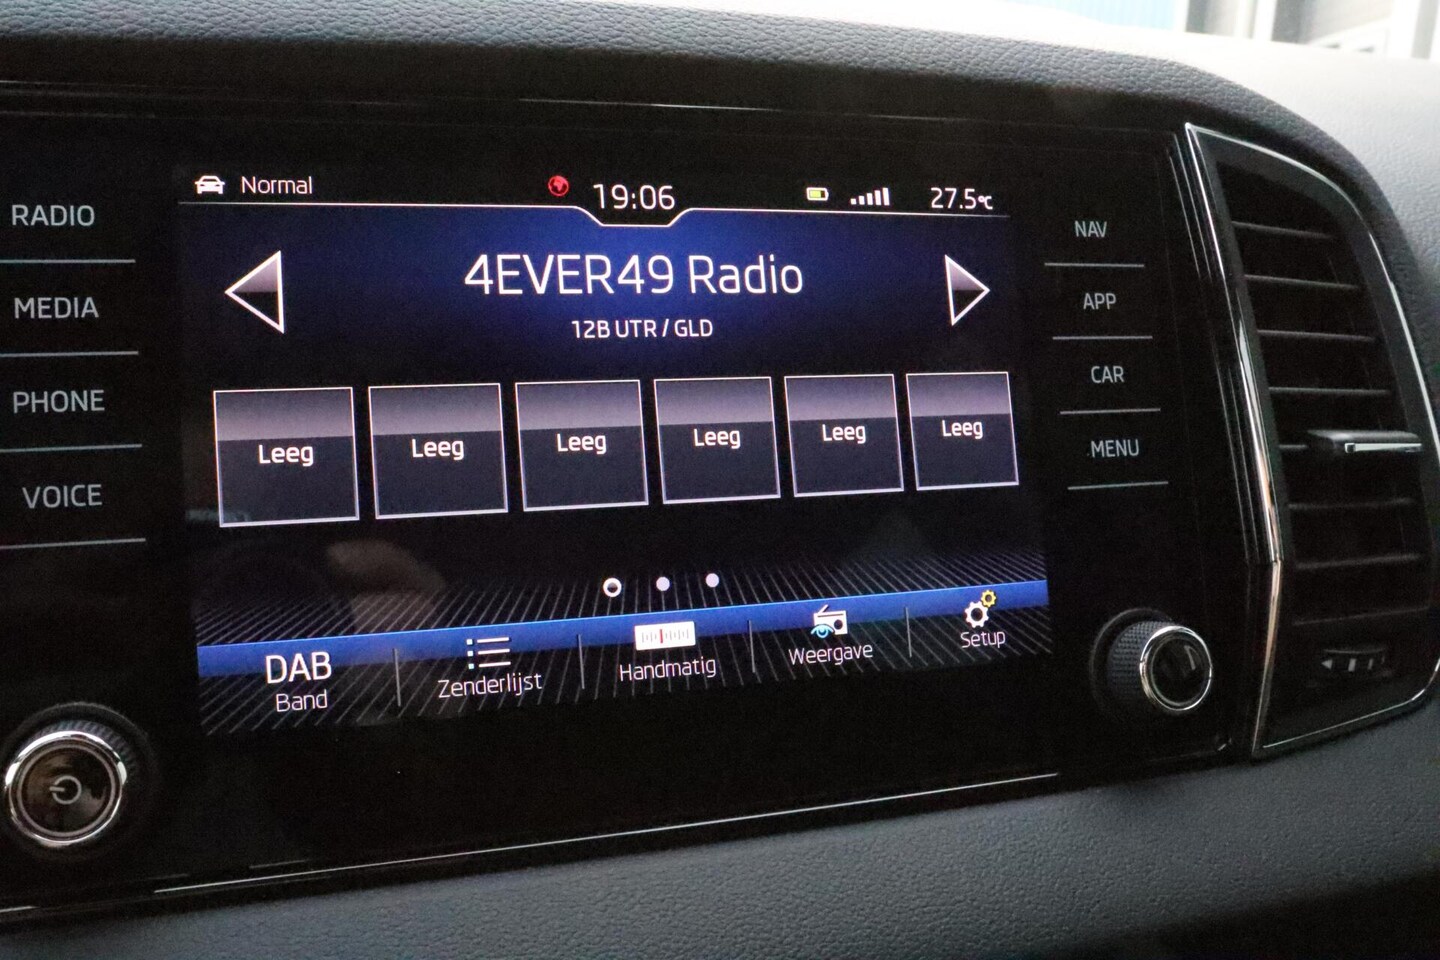 RADIO
MEDIA
PHONE
VOICE
Normal
19:06
27.5°C
4EVER49 Radio
12B UTR / GLD
Leeg
Leeg
Leeg
Leeg
Leeg
Leeg
DAB
Band
Zenderlijst
Handmatig
Weergave
Setup
NAV
APP
CAR
MENU